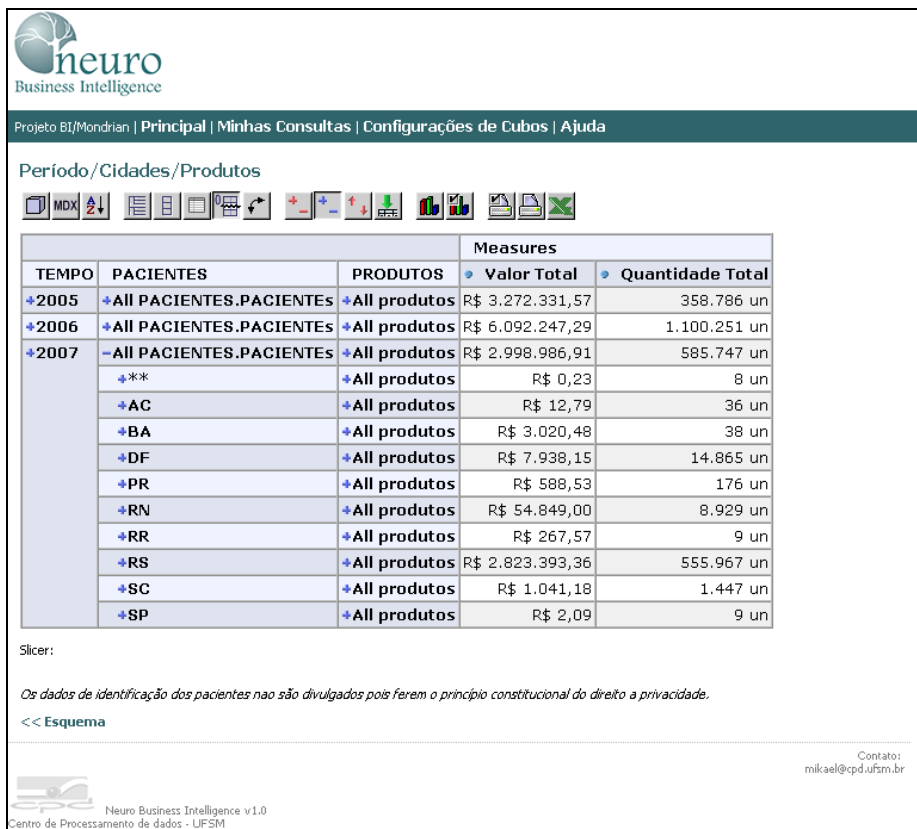 neuro
Business Intelligence
Projeto BI/Mondrian | Principal | Minhas Consultas | Configurações de Cubos | Ajuda
Período/Cidades/Produtos
MDX
Measures
TEMPO PACIENTES PRODUTOS Valor Total Quantidade Total
+2005 +All PACIENTES.PACIENTEs +All produtos R$ 3.272.331,57 358.786 un
+2006 +All PACIENTES.PACIENTEs +All produtos R$ 6.092.247,29 1.100.251 un
+2007 -All PACIENTES.PACIENTEs +All produtos R$ 2.998.986,91 585.747 un
+** +All produtos R$ 0,23 8 un
+AC +All produtos R$ 12,79 36 un
+BA +All produtos R$ 3.020,48 38 un
+DF +All produtos R$ 7.938,15 14.865 un
+PR +All produtos R$ 588,53 176 un
+RN +All produtos R$ 54.849,00 8.929 un
+RR +All produtos R$ 267,57 9 un
+RS +All produtos R$ 2.823.393,36 555.967 un
+SC +All produtos R$ 1.041,18 1.447 un
+SP +All produtos R$ 2,09 9 un
Slicer:
Os dados de identificação dos pacientes nao são divulgados pois ferem o princípio constitucional do direito a privacidade.
<< Esquema
Contato:
mikael@cpd.ufsm.br
cpd
Neuro Business Intelligence v1.0
Centro de Processamento de dados - UFSM